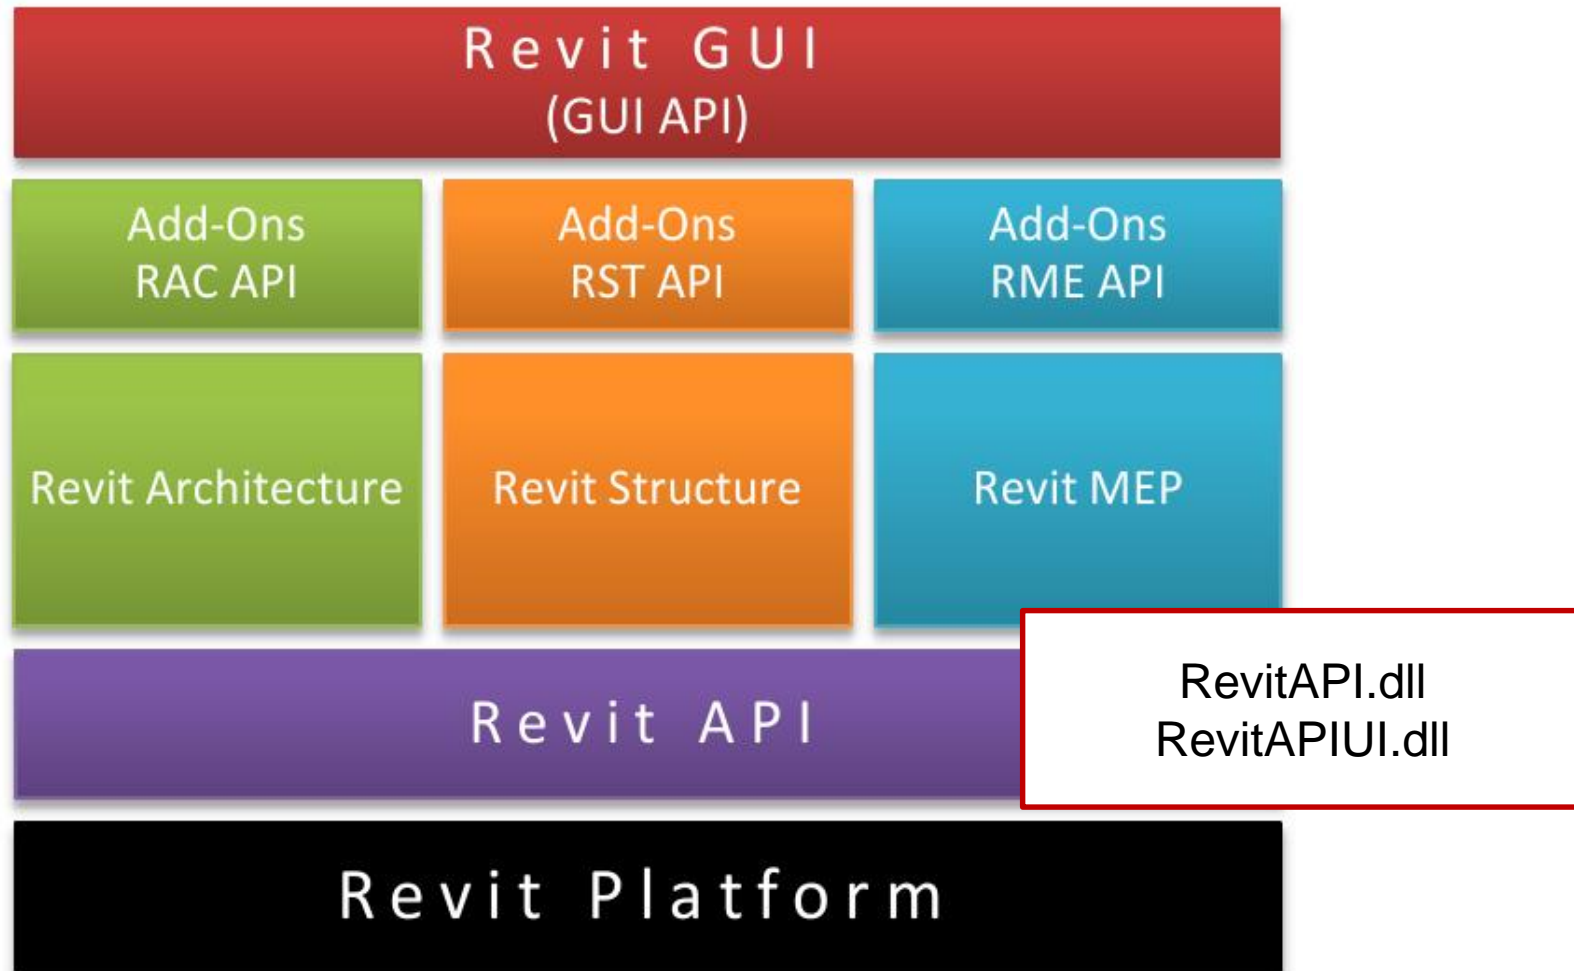 Revit GUI
(GUI API)
Add-Ons
RAC API
Add-Ons
RST API
Add-Ons
RME API
Revit Architecture
Revit Structure
Revit MEP
Revit API
RevitAPI.dll
RevitAPIUI.dll
Revit Platform